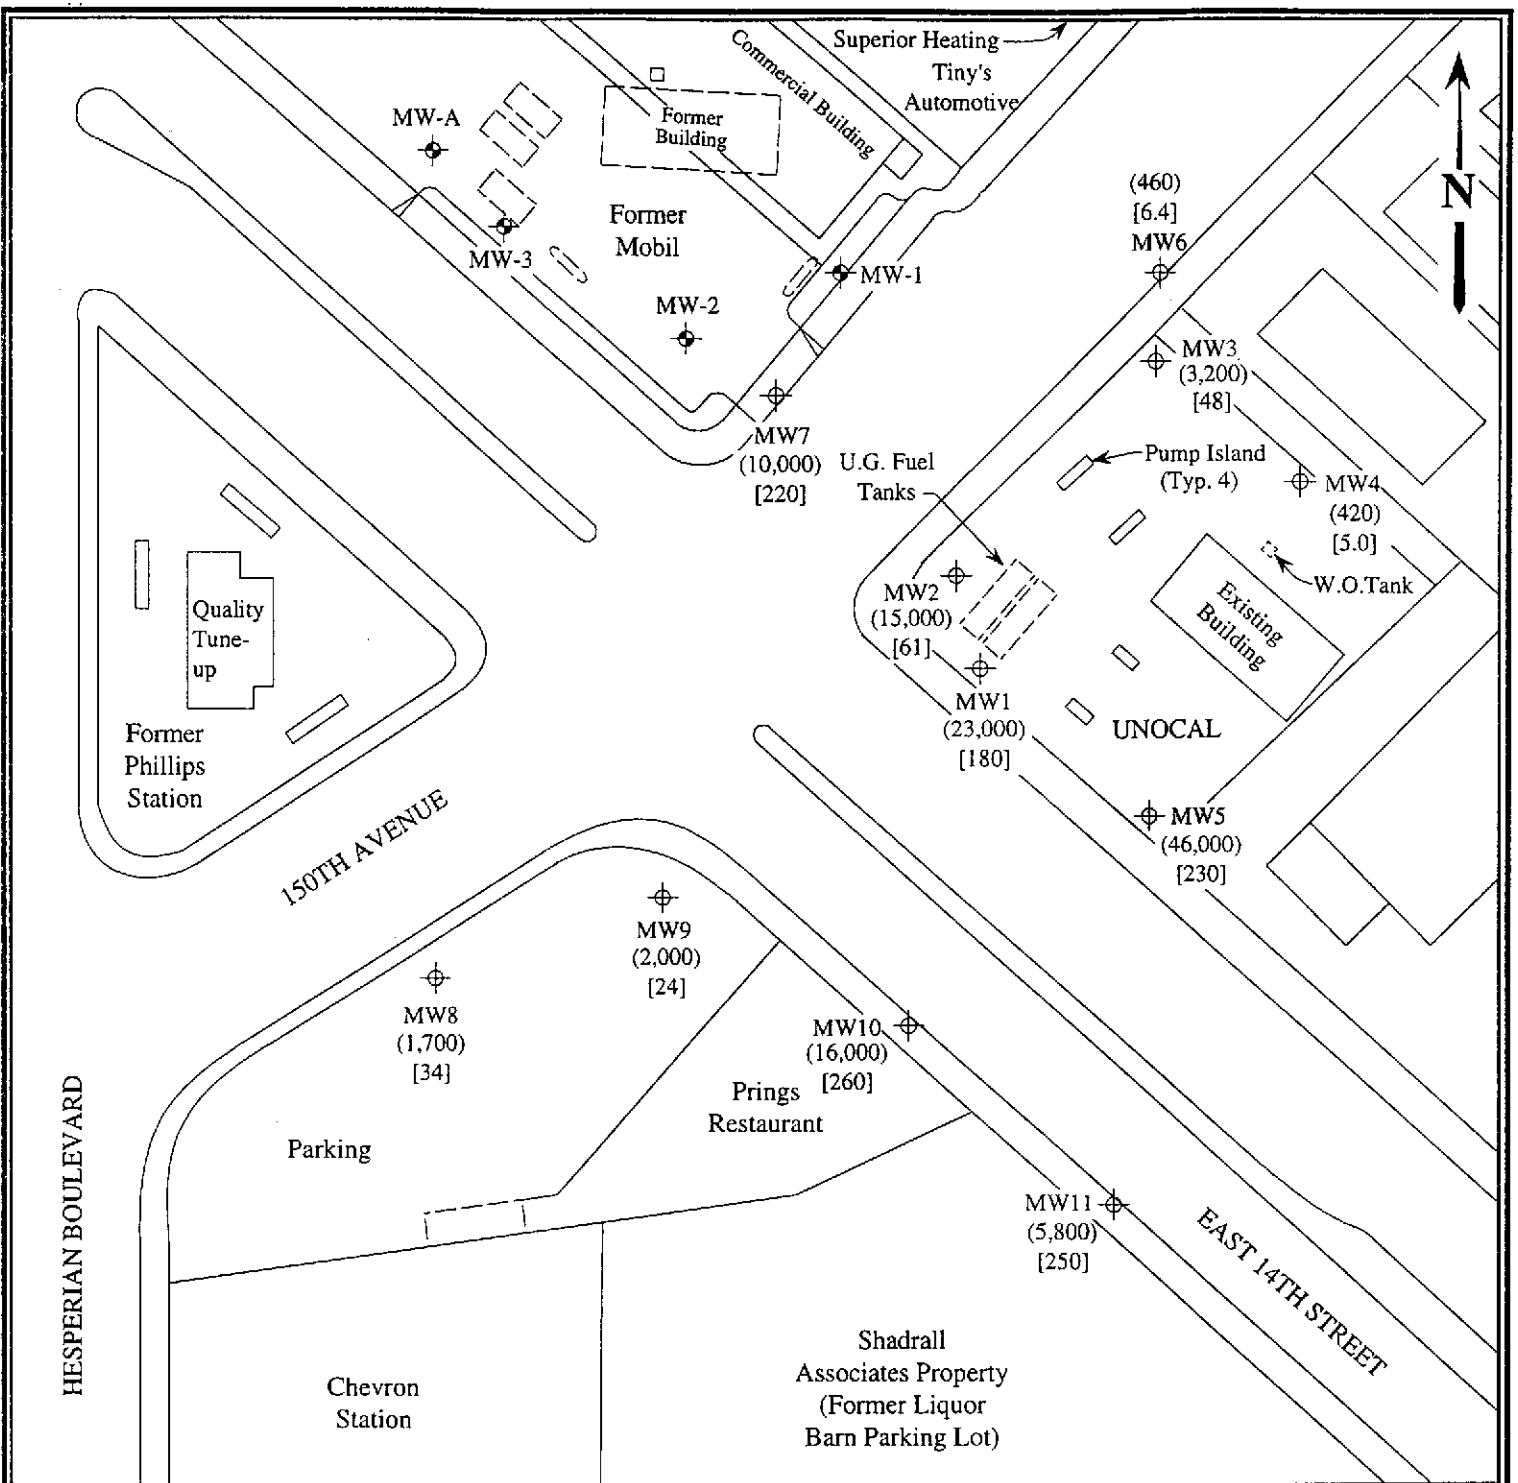 Superior Heating
Tiny's
Automotive
Commercial Building
Former
Building
MW-A
Former
Mobil
MW-3
MW-2
MW-1
(460)
[6.4]
MW6
N
MW3
(3,200)
[48]
MW7
(10,000)
[220]
U.G. Fuel
Tanks
Pump Island
(Typ. 4)
MW4
(420)
[5.0]
W.O.Tank
MW2
(15,000)
[61]
Existing
Building
Quality
Tune-
up
MW1
(23,000)
[180]
UNOCAL
Former
Phillips
Station
150TH AVENUE
MW5
(46,000)
[230]
MW9
(2,000)
[24]
MW8
(1,700)
[34]
MW10
(16,000)
[260]
Prings
Restaurant
Parking
HESPERIAN BOULEVARD
MW11
(5,800)
[250]
EAST 14TH STREET
Chevron
Station
Shadrall
Associates Property
(Former Liquor
Barn Parking Lot)